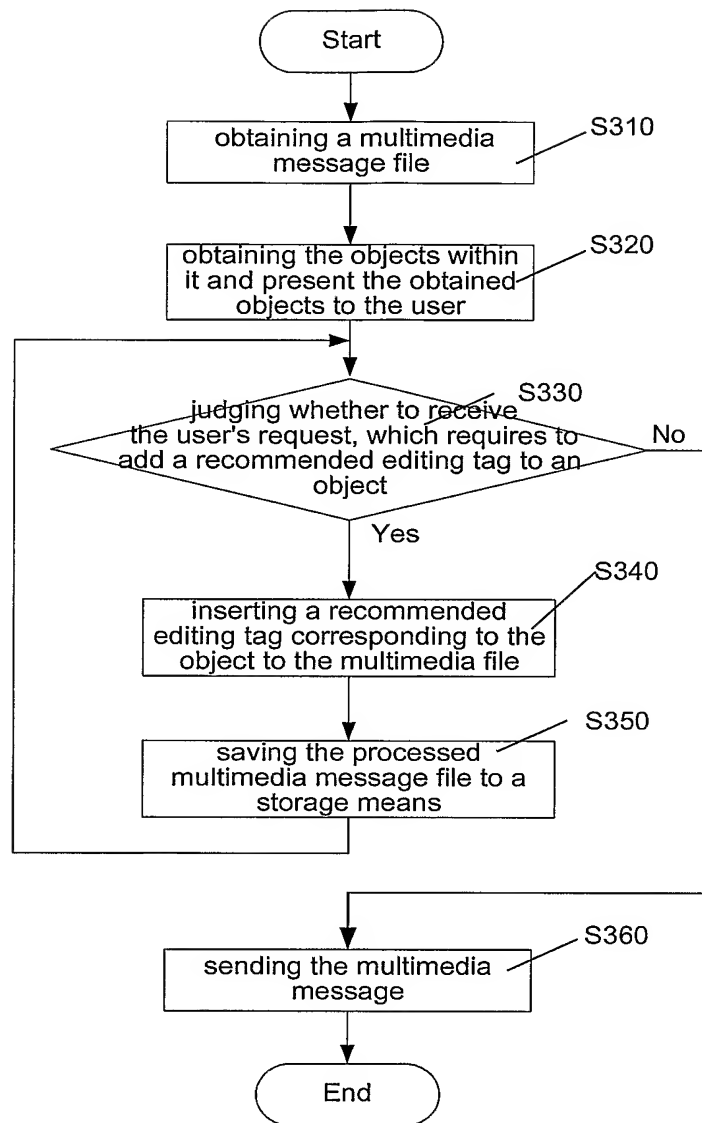 Start
S310
obtaining a multimedia
message file
S320
obtaining the objects within
it and present the obtained
objects to the user
S330
judging whether to receive
the user's request, which requires to
add a recommended editing tag to an
object
No
Yes
S340
inserting a recommended
editing tag corresponding to the
object to the multimedia file
S350
saving the processed
multimedia message file to a
storage means
S360
sending the multimedia
message
End